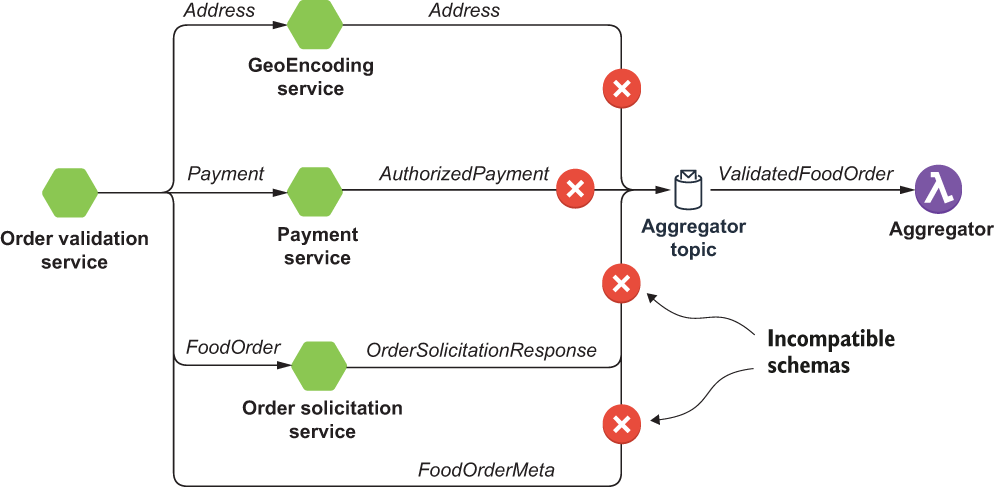 Address
Address
GeoEncoding
service
Payment
AuthorizedPayment
ValidatedFoodOrder
Order validation
service
Payment
service
Aggregator
topic
Aggregator
FoodOrder
OrderSolicitationResponse
Incompatible
schemas
Order solicitation
service
FoodOrderMeta